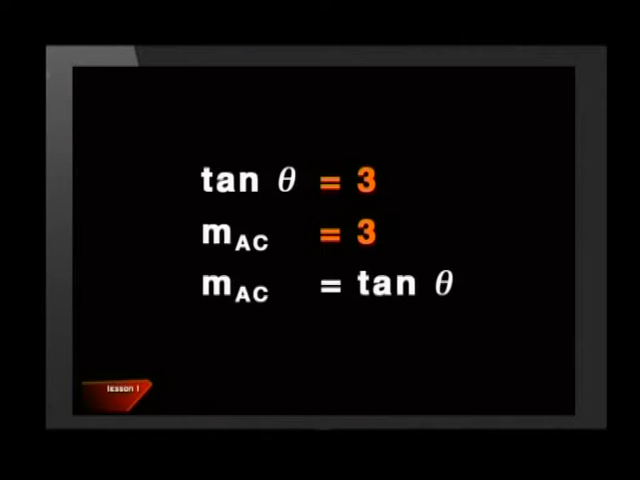 tan θ = 3
m_AC = 3
m_AC = tan θ
lesson 1